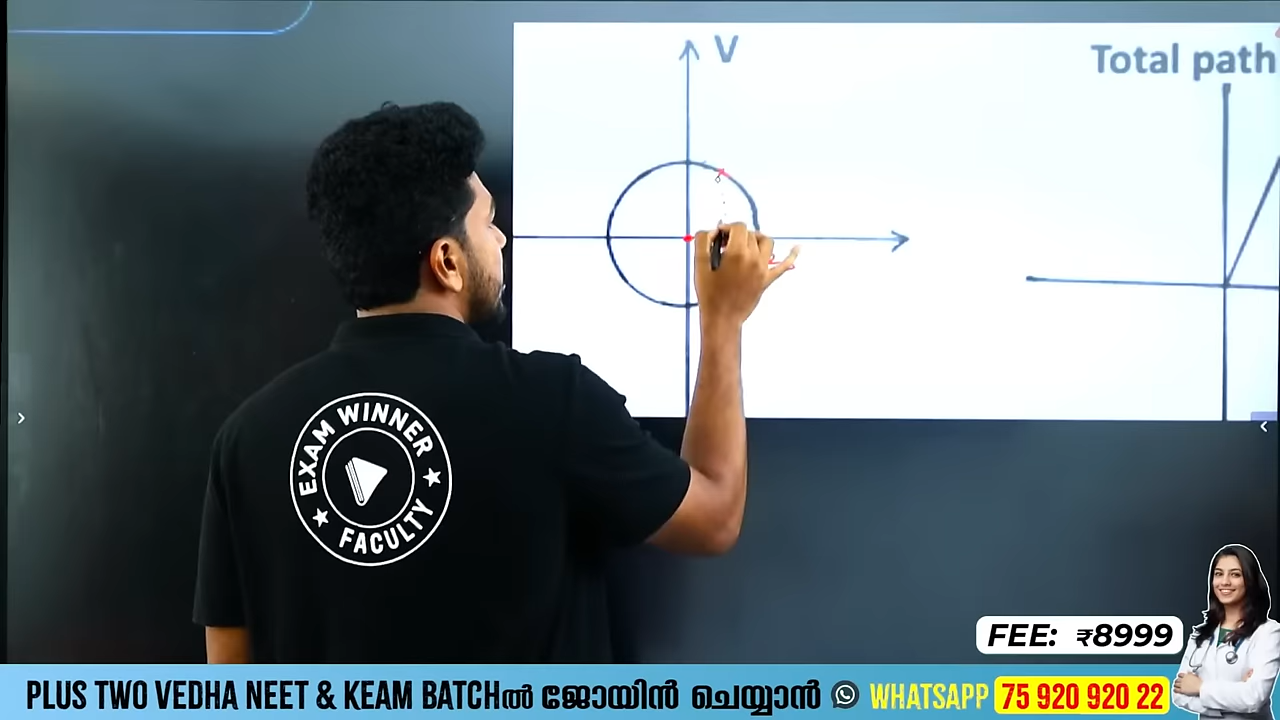 V
Total path
EXAM WINNER
FACULTY
FEE: ₹8999
PLUS TWO VEDHA NEET & KEAM BATCHൽ ജോയിൻ ചെയ്യാൻ WHATSAPP 75 920 920 22